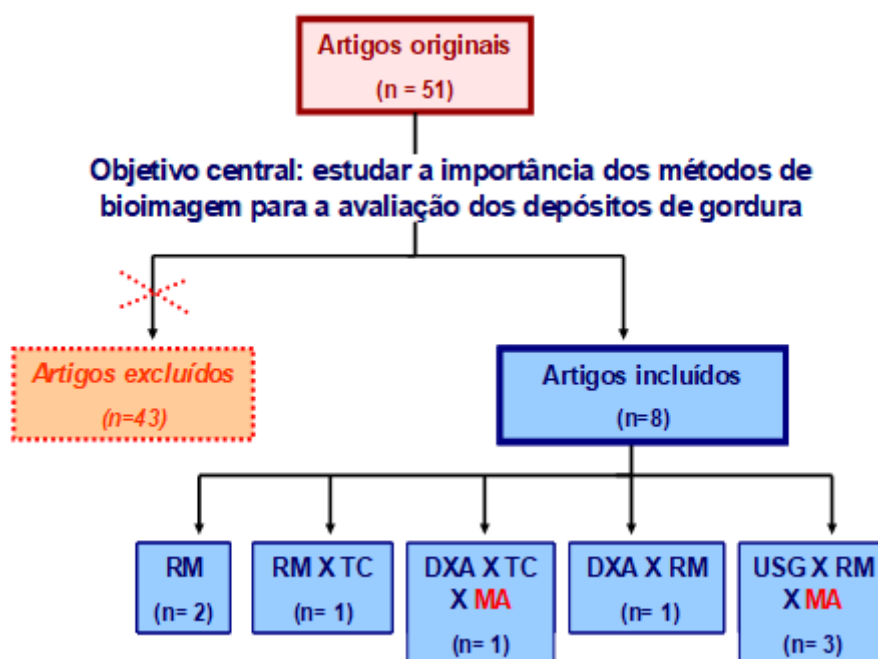 Artigos originais
(n = 51)
Objetivo central: estudar a importância dos métodos de
bioimagem para a avaliação dos depósitos de gordura
Artigos excluídos
(n=43)
Artigos incluídos
(n=8)
RM
(n= 2)
RM X TC
(n= 1)
DXA X TC
X MA
(n= 1)
DXA X RM
(n= 1)
USG X RM
X MA
(n= 3)